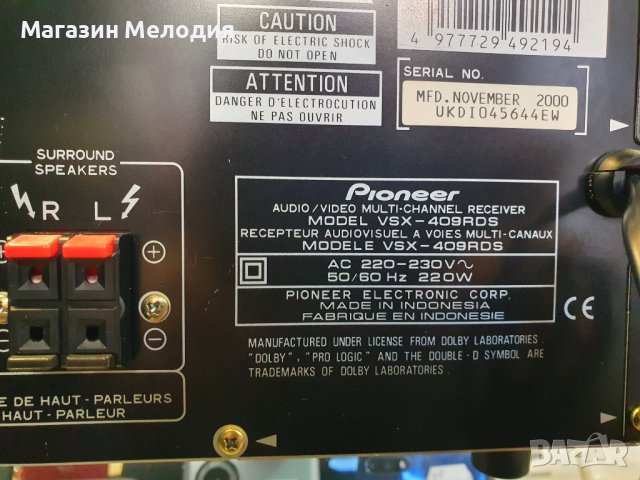 Магазин Мелодия
CAUTION
RISK OF ELECTRIC SHOCK
DO NOT OPEN
ATTENTION
DANGER D'ELECTROCUTION
NE PAS OUVRIR
4 977729 492194
SERIAL NO.
MFD.NOVEMBER 2000
UKDI045644EW
SURROUND
SPEAKERS
R L
Pioneer
AUDIO/VIDEO MULTI-CHANNEL RECEIVER
MODEL VSX-409RDS
RECEPTEUR AUDIOVISUEL A VOIES MULTI-CANAUX
MODELE VSX-409RDS
AC 220-230V~
50/60 Hz 220W
PIONEER ELECTRONIC CORP.
MADE IN INDONESIA
FABRIQUE EN INDONESIE
CE
MANUFACTURED UNDER LICENSE FROM DOLBY LABORATORIES
"DOLBY", "PRO LOGIC" AND THE DOUBLE-D SYMBOL ARE
TRADEMARKS OF DOLBY LABORATORIES.
E DE HAUT-PARLEURS
HAUT-PARLEUR
BAZAR